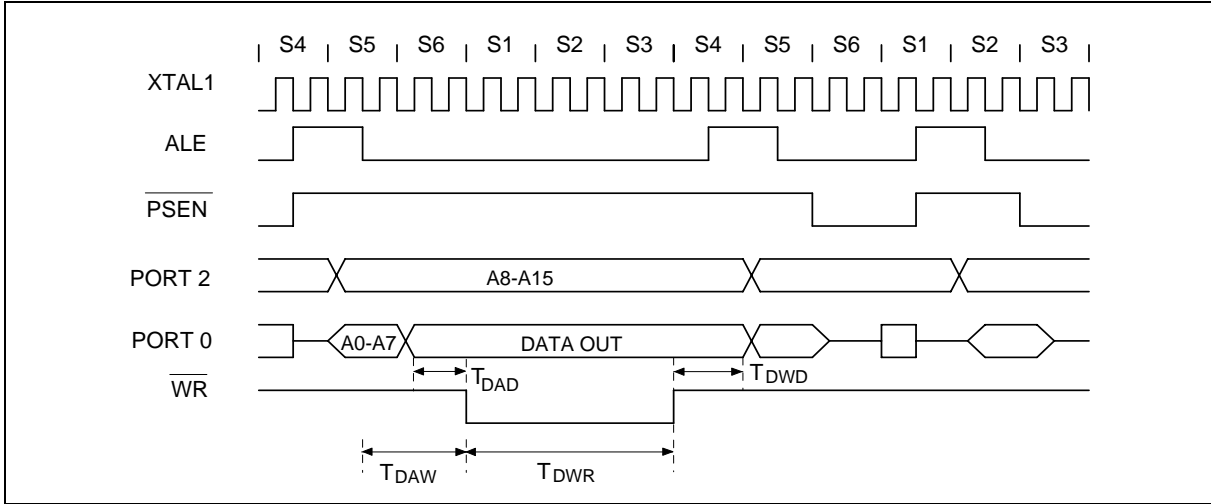 S4 S5 S6 S1 S2 S3 S4 S5 S6 S1 S2 S3
XTAL1
ALE
PSEN
PORT 2 A8-A15
PORT 0 A0-A7 DATA OUT
TDAD TDWD
WR
TDAW TDWR